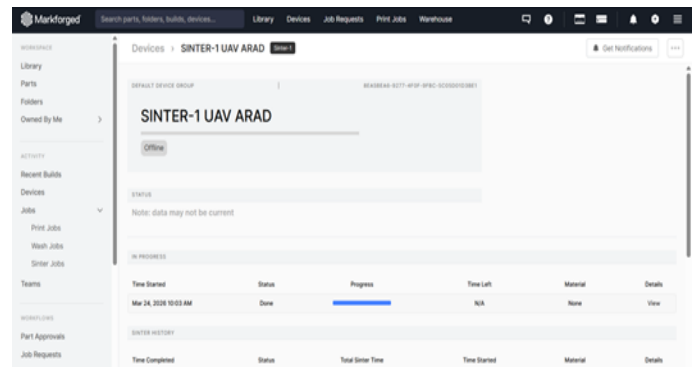 Markforged
Search parts, folders, builds, devices...
Library Devices Job Requests Print Jobs Warehouse
WORKSPACE
Library
Parts
Folders
Owned By Me
ACTIVITY
Recent Builds
Devices
Jobs
Print Jobs
Wash Jobs
Sinter Jobs
Teams
WORKFLOWS
Part Approvals
Job Requests
Devices › SINTER-1 UAV ARAD Sinter-1
Get Notifications
DEFAULT DEVICE GROUP
SINTER-1 UAV ARAD
Offline
STATUS
Note: data may not be current
IN PROGRESS
Time Started Status Progress Time Left Material Details
Mar 24, 2026 10:03 AM Done N/A None View
SINTER HISTORY
Time Completed Status Total Sinter Time Time Started Material Details